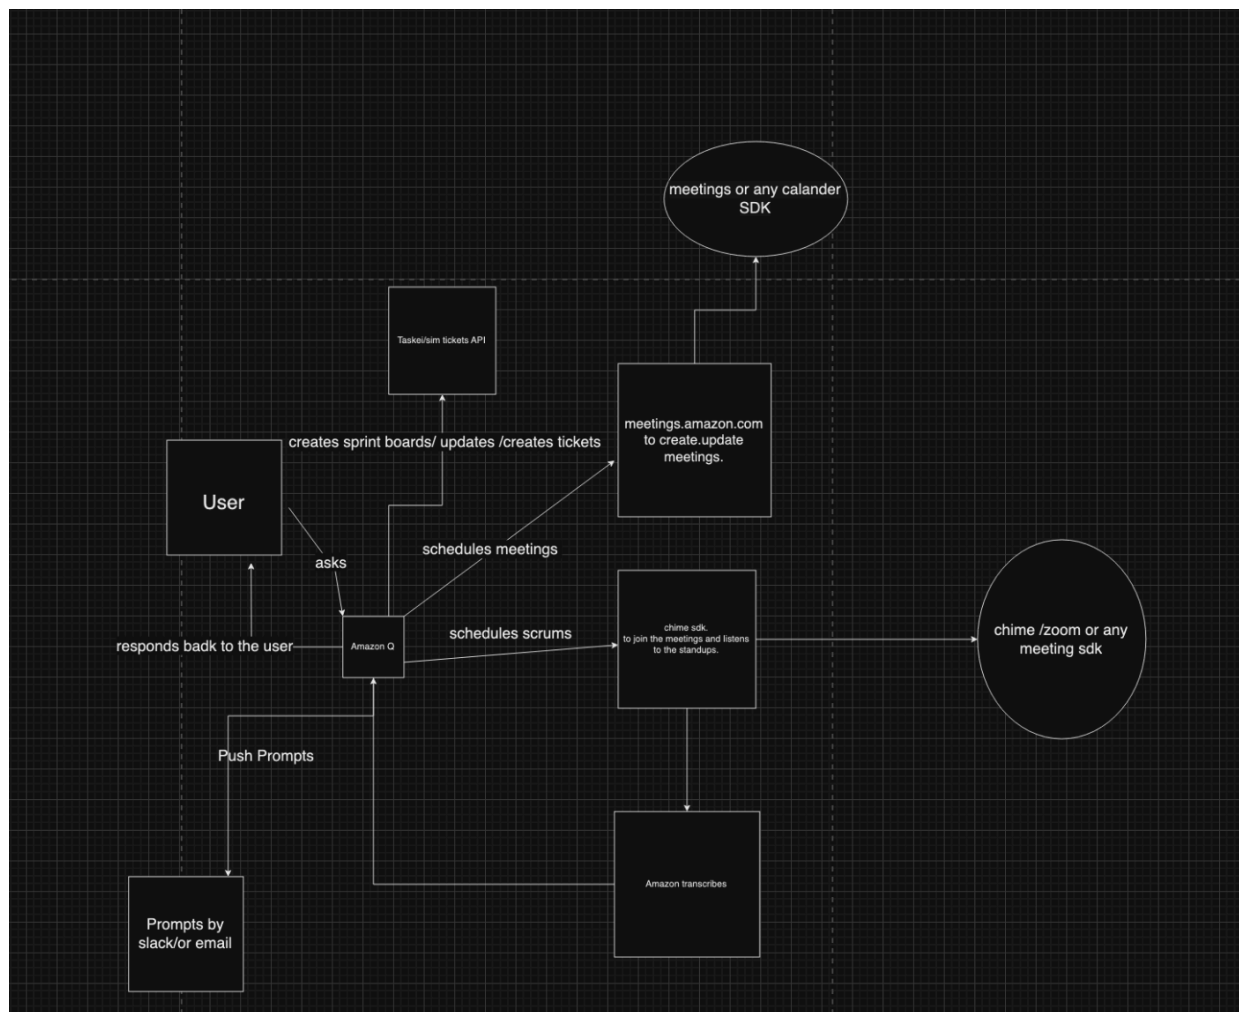 meetings or any calander
SDK
Taskei/sim tickets API
meetings.amazon.com
to create.update
meetings.
creates sprint boards/ updates /creates tickets
User
schedules meetings
asks
chime sdk.
to join the meetings and listens
to the standups.
schedules scrums
chime /zoom or any
meeting sdk
responds badk to the user
Amazon Q
Push Prompts
Amazon transcribes
Prompts by
slack/or email